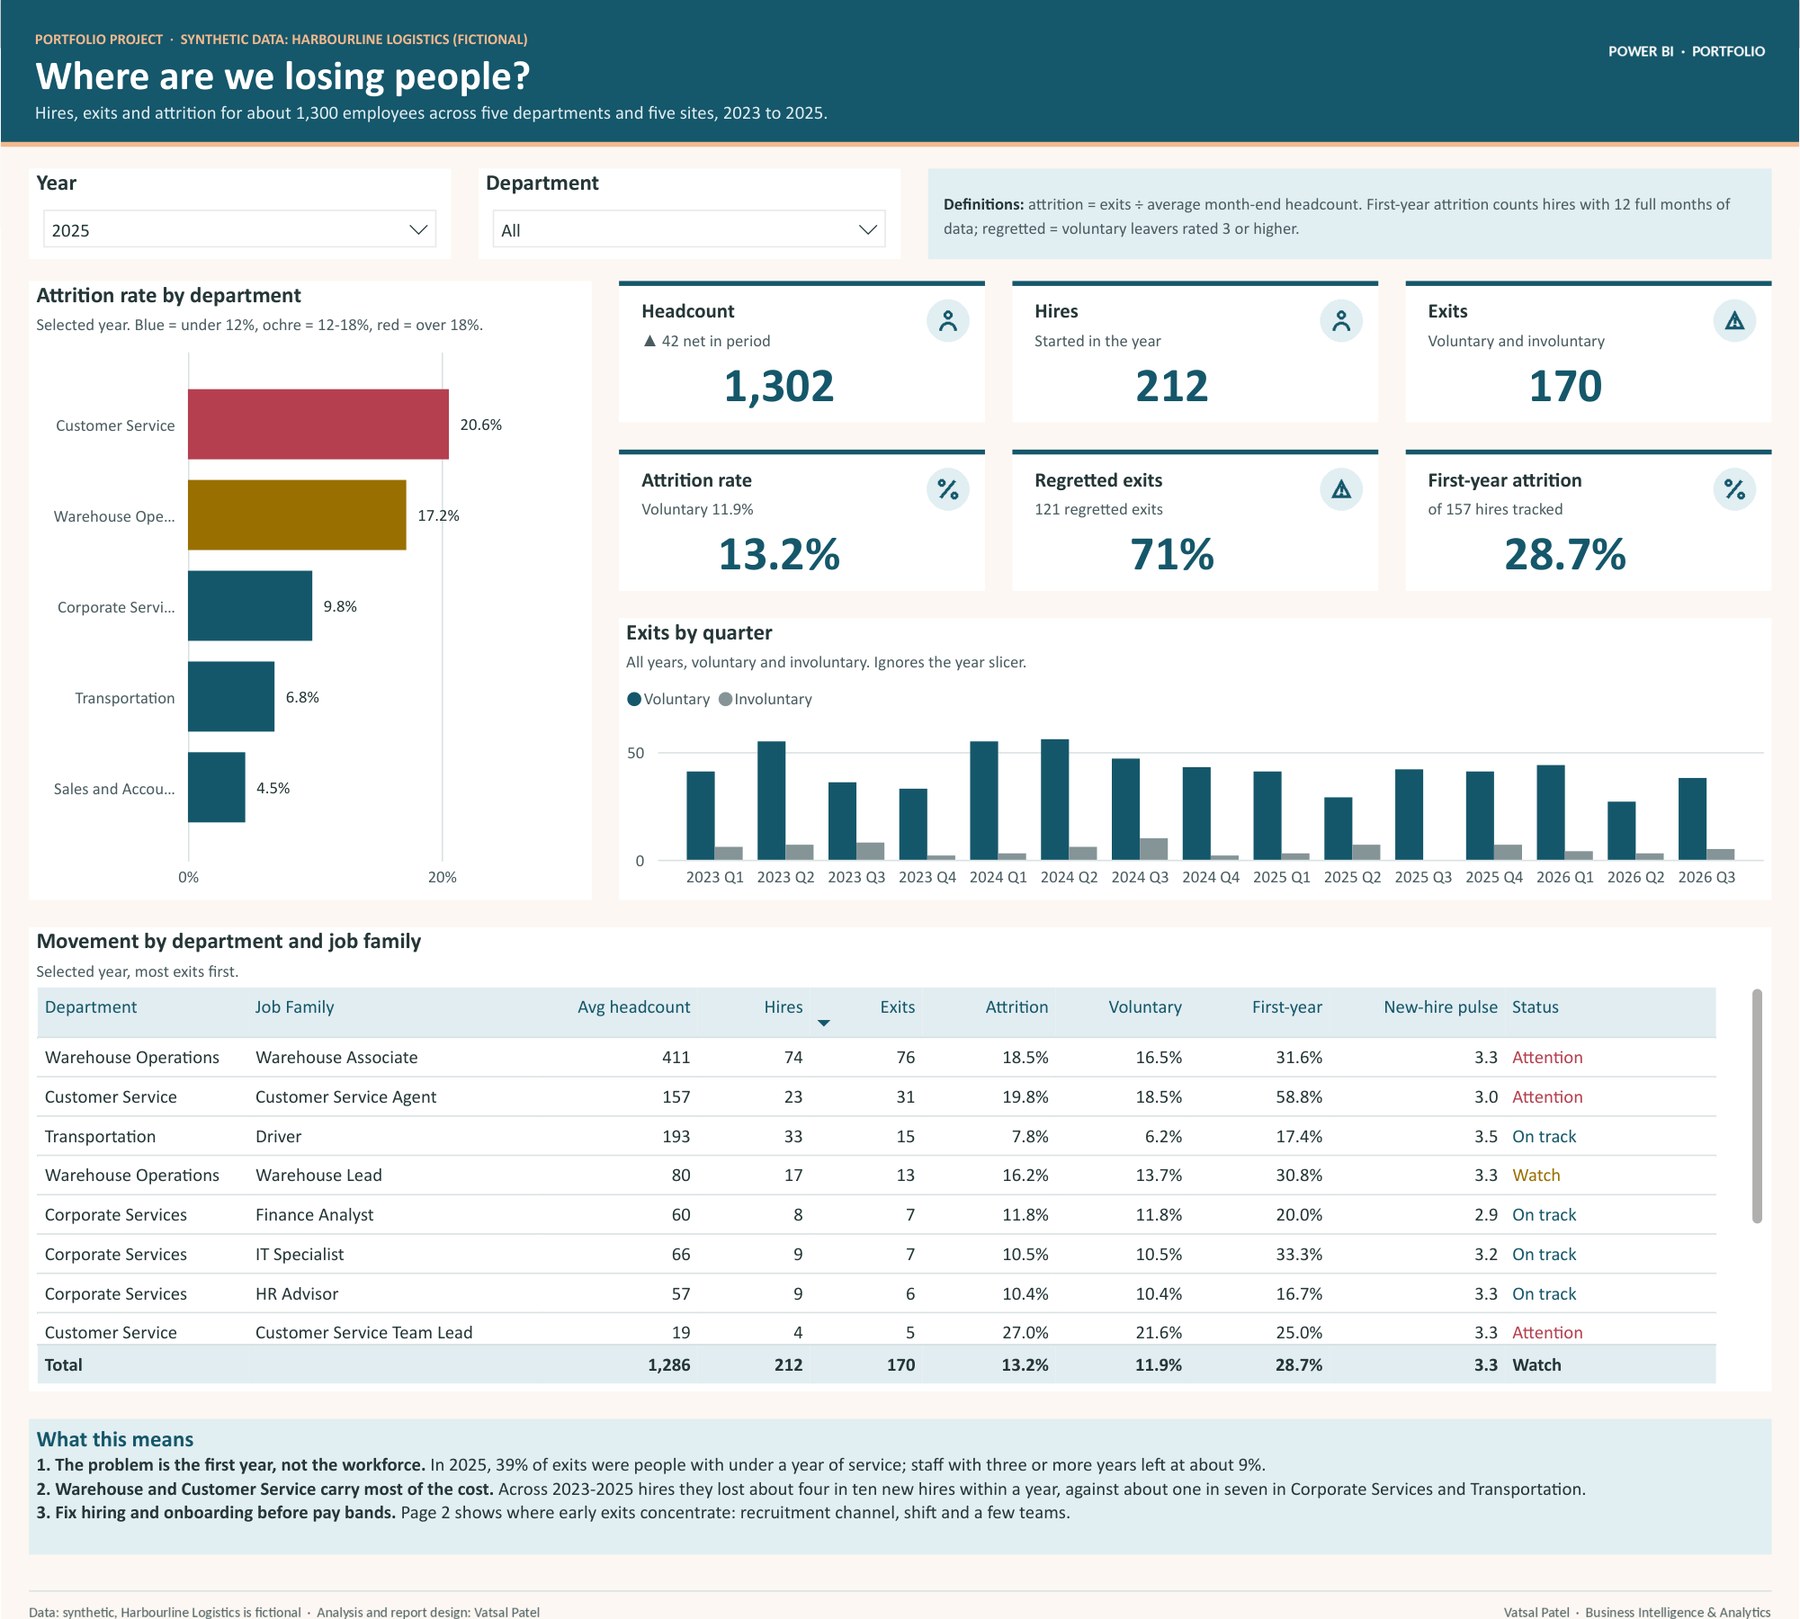 PORTFOLIO PROJECT · SYNTHETIC DATA: HARBOURLINE LOGISTICS (FICTIONAL)
POWER BI · PORTFOLIO
Where are we losing people?
Hires, exits and attrition for about 1,300 employees across five departments and five sites, 2023 to 2025.
Year
2025
Department
All
Definitions: attrition = exits ÷ average month-end headcount. First-year attrition counts hires with 12 full months of
data; regretted = voluntary leavers rated 3 or higher.
Attrition rate by department
Selected year. Blue = under 12%, ochre = 12-18%, red = over 18%.
Customer Service 20.6%
Warehouse Ope... 17.2%
Corporate Servi... 9.8%
Transportation 6.8%
Sales and Accou... 4.5%
0% 20%
Headcount
▲ 42 net in period
1,302
Hires
Started in the year
212
Exits
Voluntary and involuntary
170
Attrition rate
Voluntary 11.9%
13.2%
Regretted exits
121 regretted exits
71%
First-year attrition
of 157 hires tracked
28.7%
Exits by quarter
All years, voluntary and involuntary. Ignores the year slicer.
Voluntary Involuntary
50
0
2023 Q1 2023 Q2 2023 Q3 2023 Q4 2024 Q1 2024 Q2 2024 Q3 2024 Q4 2025 Q1 2025 Q2 2025 Q3 2025 Q4 2026 Q1 2026 Q2 2026 Q3
Movement by department and job family
Selected year, most exits first.
Department Job Family Avg headcount Hires Exits Attrition Voluntary First-year New-hire pulse Status
Warehouse Operations Warehouse Associate 411 74 76 18.5% 16.5% 31.6% 3.3 Attention
Customer Service Customer Service Agent 157 23 31 19.8% 18.5% 58.8% 3.0 Attention
Transportation Driver 193 33 15 7.8% 6.2% 17.4% 3.5 On track
Warehouse Operations Warehouse Lead 80 17 13 16.2% 13.7% 30.8% 3.3 Watch
Corporate Services Finance Analyst 60 8 7 11.8% 11.8% 20.0% 2.9 On track
Corporate Services IT Specialist 66 9 7 10.5% 10.5% 33.3% 3.2 On track
Corporate Services HR Advisor 57 9 6 10.4% 10.4% 16.7% 3.3 On track
Customer Service Customer Service Team Lead 19 4 5 27.0% 21.6% 25.0% 3.3 Attention
Total 1,286 212 170 13.2% 11.9% 28.7% 3.3 Watch
What this means
1. The problem is the first year, not the workforce. In 2025, 39% of exits were people with under a year of service; staff with three or more years left at about 9%.
2. Warehouse and Customer Service carry most of the cost. Across 2023-2025 hires they lost about four in ten new hires within a year, against about one in seven in Corporate Services and Transportation.
3. Fix hiring and onboarding before pay bands. Page 2 shows where early exits concentrate: recruitment channel, shift and a few teams.
Data: synthetic, Harbourline Logistics is fictional · Analysis and report design: Vatsal Patel
Vatsal Patel · Business Intelligence & Analytics